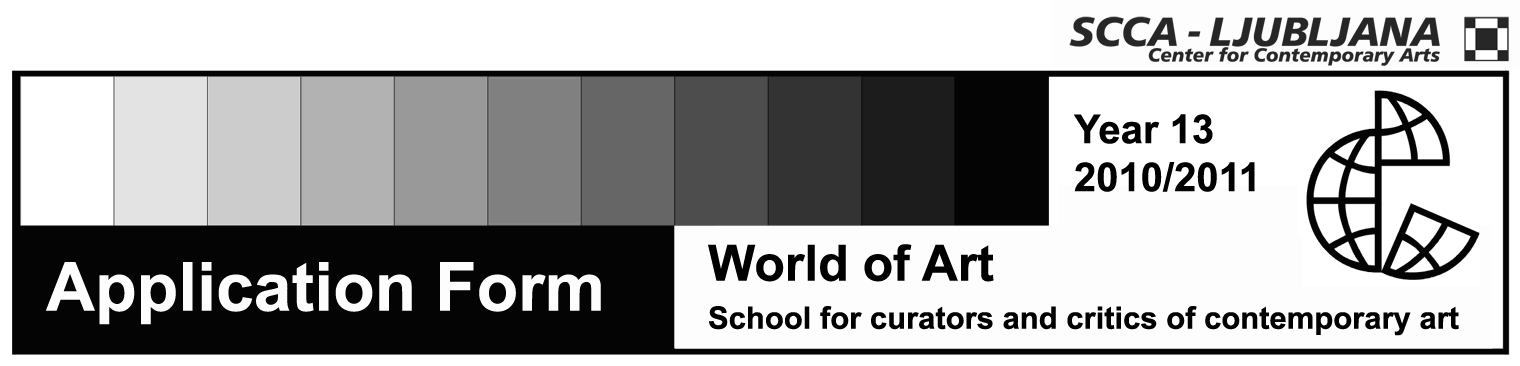 SCCA - LJUBLJANA
Center for Contemporary Arts
Year 13
2010/2011
Application Form
World of Art
School for curators and critics of contemporary art